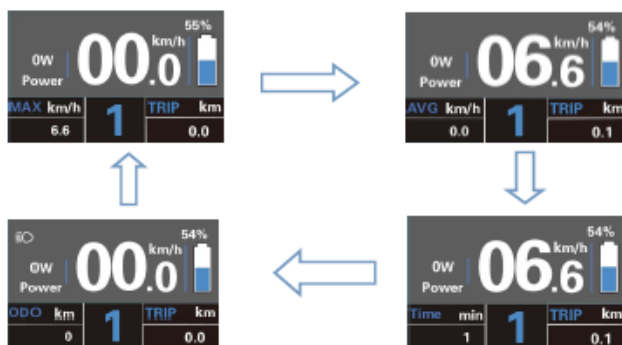 55%
km/h
0W
00.0
Power
MAX km/h
1
TRIP km
6.6
0.0
54%
km/h
0W
06.6
Power
AVG km/h
1
TRIP km
0.0
0.1
54%
km/h
0W
00.0
Power
ODO km
1
TRIP km
0
0.0
54%
km/h
0W
06.6
Power
Time min
1
TRIP km
1
0.1